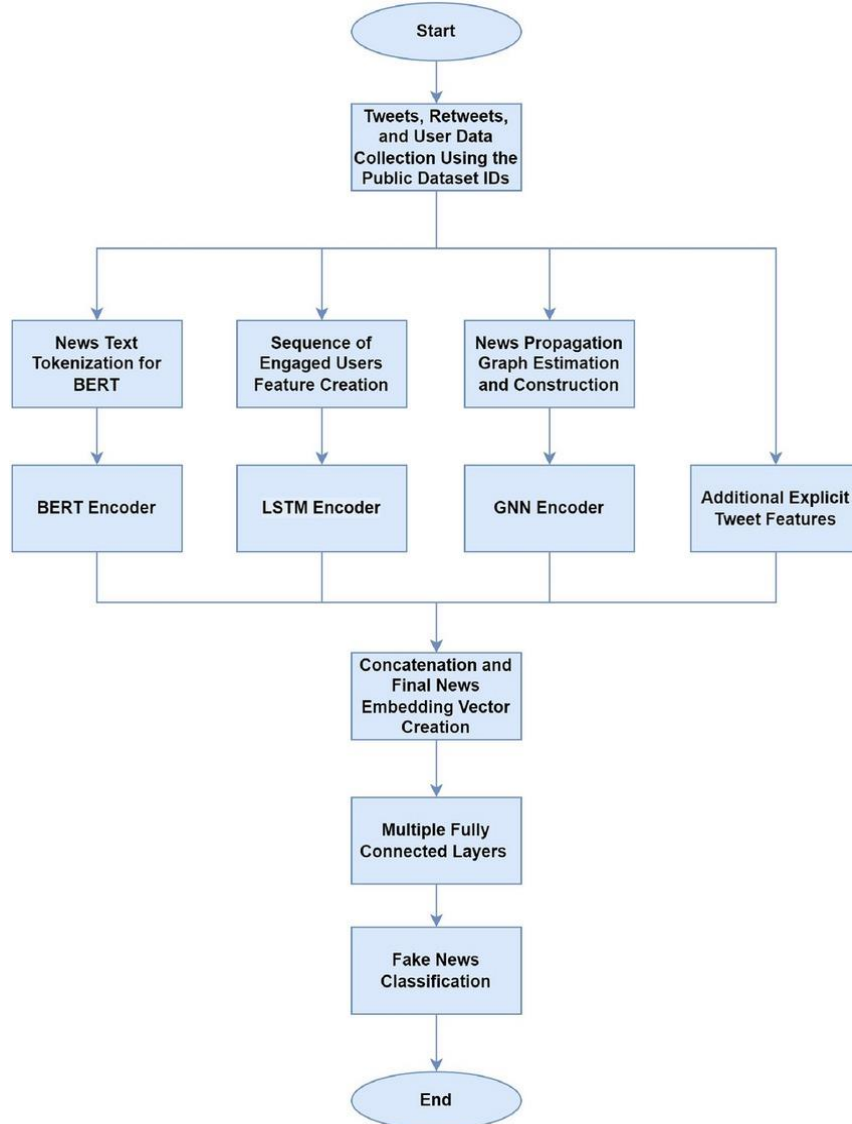 Start
Tweets, Retweets,
and User Data
Collection Using the
Public Dataset IDs
News Text
Tokenization for
BERT
Sequence of
Engaged Users
Feature Creation
News Propagation
Graph Estimation
and Construction
BERT Encoder
LSTM Encoder
GNN Encoder
Additional Explicit
Tweet Features
Concatenation and
Final News
Embedding Vector
Creation
Multiple Fully
Connected Layers
Fake News
Classification
End